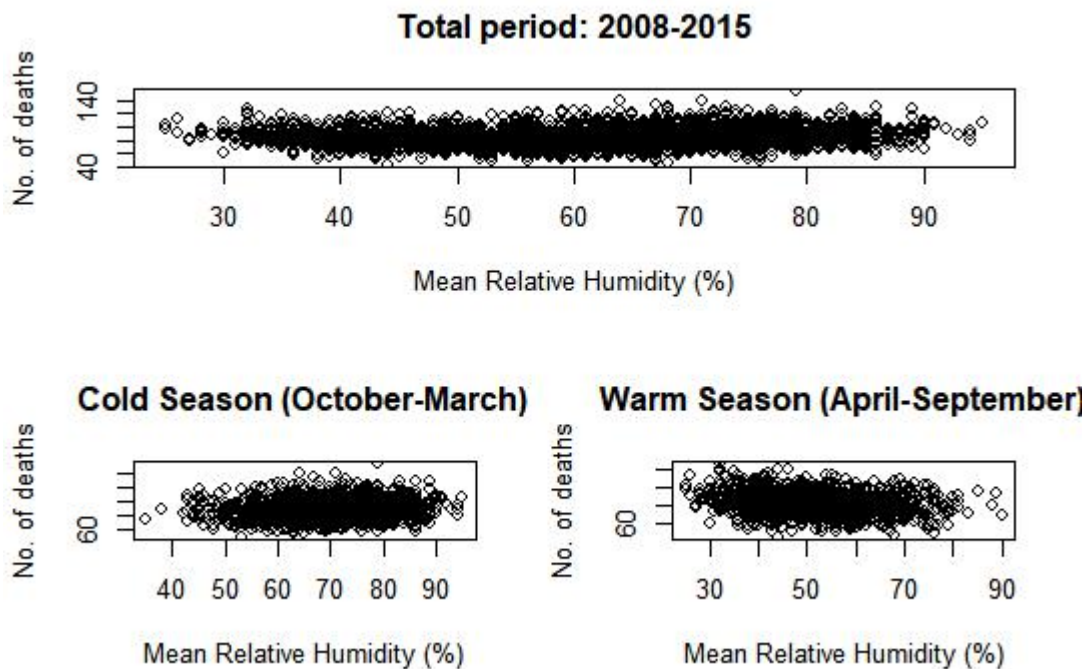 Total period: 2008-2015
No. of deaths
140
40
30 40 50 60 70 80 90
Mean Relative Humidity (%)
Cold Season (October-March)
No. of deaths
60
40 50 60 70 80 90
Mean Relative Humidity (%)
Warm Season (April-September)
No. of deaths
60
30 50 70 90
Mean Relative Humidity (%)